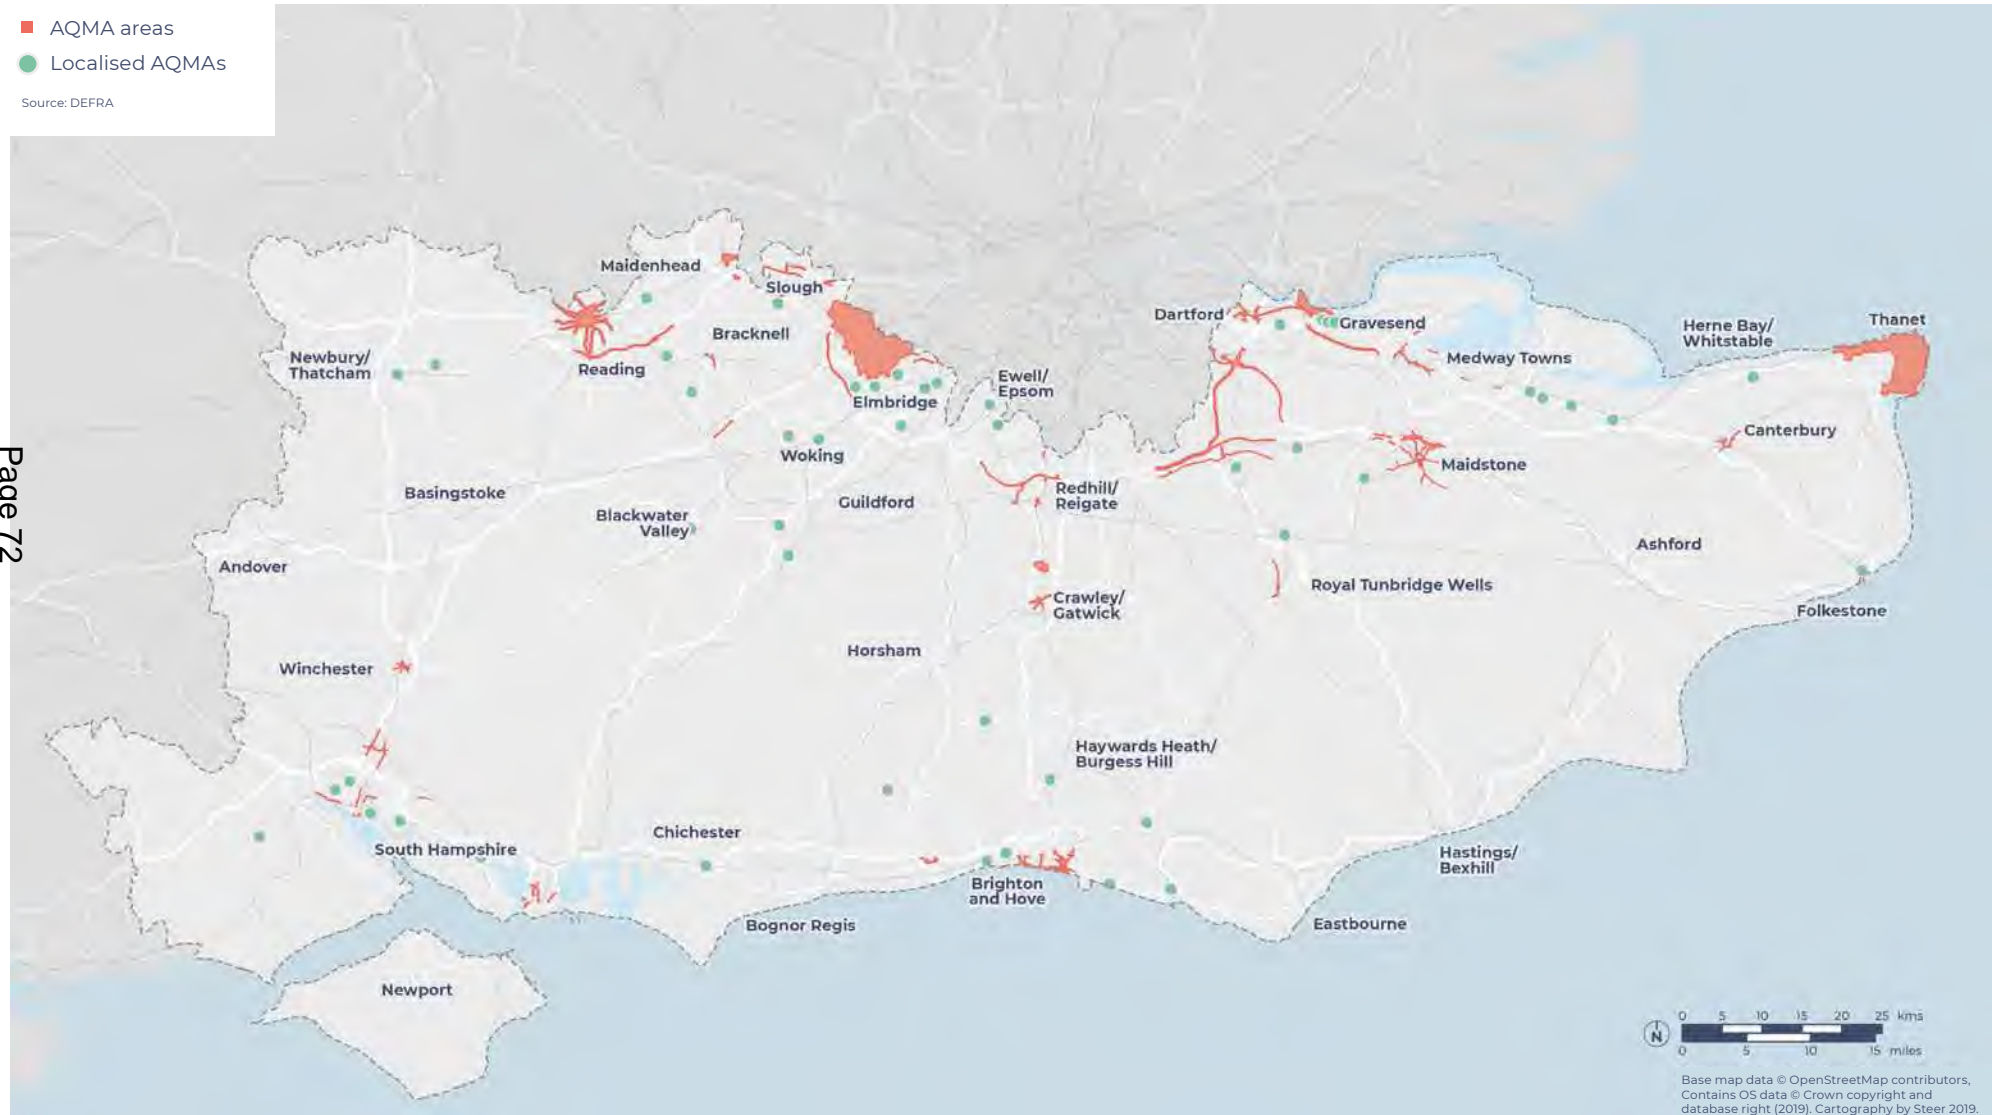 AQMA areas
Localised AQMAs
Source: DEFRA
Page 72
Maidenhead
Slough
Dartford
Gravesend
Herne Bay/
Whitstable
Thanet
Bracknell
Newbury/
Thatcham
Reading
Medway Towns
Ewell/
Epsom
Elmbridge
Canterbury
Woking
Maidstone
Basingstoke
Guildford
Redhill/
Reigate
Blackwater
Valley
Ashford
Andover
Royal Tunbridge Wells
Crawley/
Gatwick
Folkestone
Horsham
Winchester
Haywards Heath/
Burgess Hill
Chichester
South Hampshire
Hastings/
Bexhill
Brighton
and Hove
Bognor Regis
Eastbourne
Newport
N
0 5 10 15 20 25 kms
0 5 10 15 miles
Base map data © OpenStreetMap contributors,
Contains OS data © Crown copyright and
database right (2019). Cartography by Steer 2019.